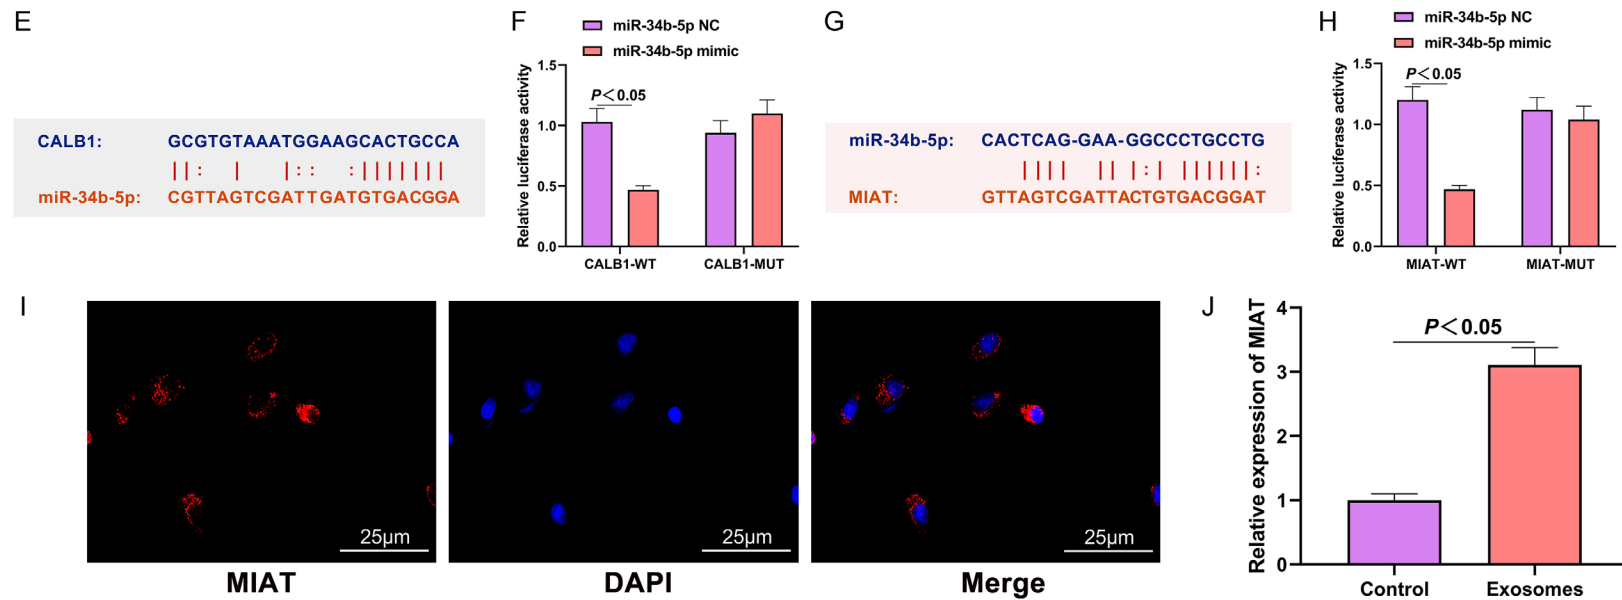 E
CALB1: GCGTGTAAATGGAAGCACTGCCA
miR-34b-5p: CGTTAGTCGATTGATGTGACGGA
F
miR-34b-5p NC
miR-34b-5p mimic
Relative luciferase activity
1.5
1.0
0.5
0.0
P<0.05
CALB1-WT CALB1-MUT
G
miR-34b-5p: CACTCAG-GAA-GGCCCTGCCTG
MIAT: GTTAGTCGATTACTGTGACGGAT
H
miR-34b-5p NC
miR-34b-5p mimic
Relative luciferase activity
1.5
1.0
0.5
0.0
P<0.05
MIAT-WT MIAT-MUT
I
25μm 25μm 25μm
MIAT DAPI Merge
J
Relative expression of MIAT
4
3
2
1
0
P<0.05
Control Exosomes